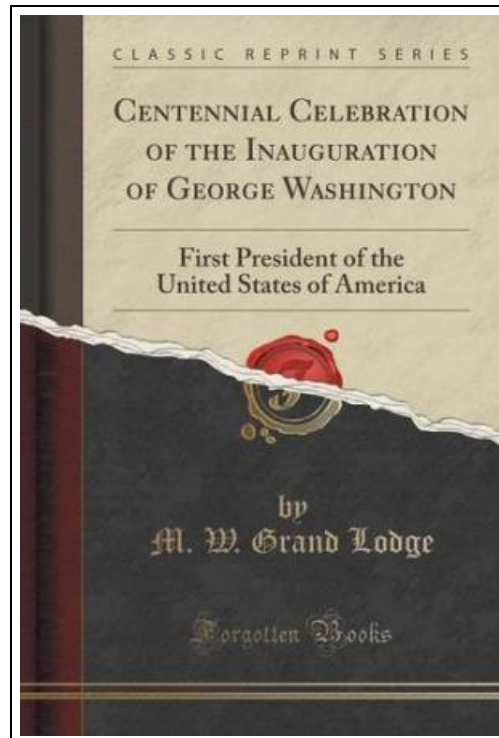 CLASSIC REPRINT SERIES
CENTENNIAL CELEBRATION
OF THE INAUGURATION
OF GEORGE WASHINGTON
First President of the
United States of America
by
M. W. Grand Lodge
Forgotten Books